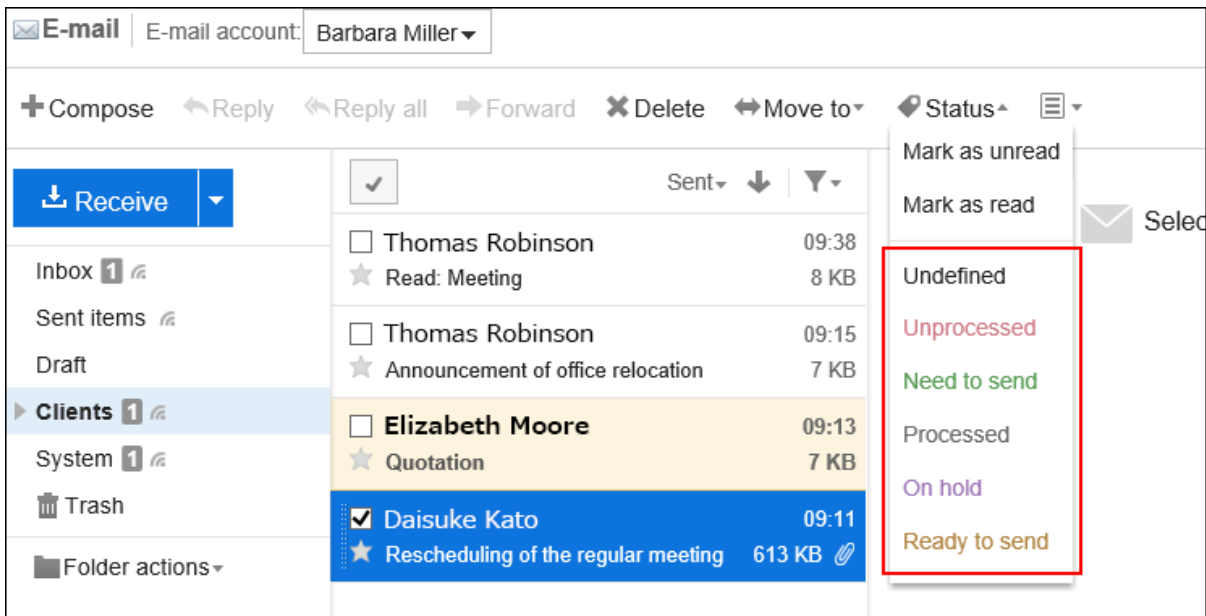 E-mail E-mail account: Barbara Miller
Compose Reply Reply all Forward Delete Move to Status
Mark as unread
Mark as read
Undefined
Unprocessed
Need to send
Processed
On hold
Ready to send
Receive
Inbox 1
Sent items
Draft
Clients 1
System 1
Trash
Folder actions
Sent
Thomas Robinson 09:38
Read: Meeting 8 KB
Thomas Robinson 09:15
Announcement of office relocation 7 KB
Elizabeth Moore 09:13
Quotation 7 KB
Daisuke Kato 09:11
Rescheduling of the regular meeting 613 KB
Selec